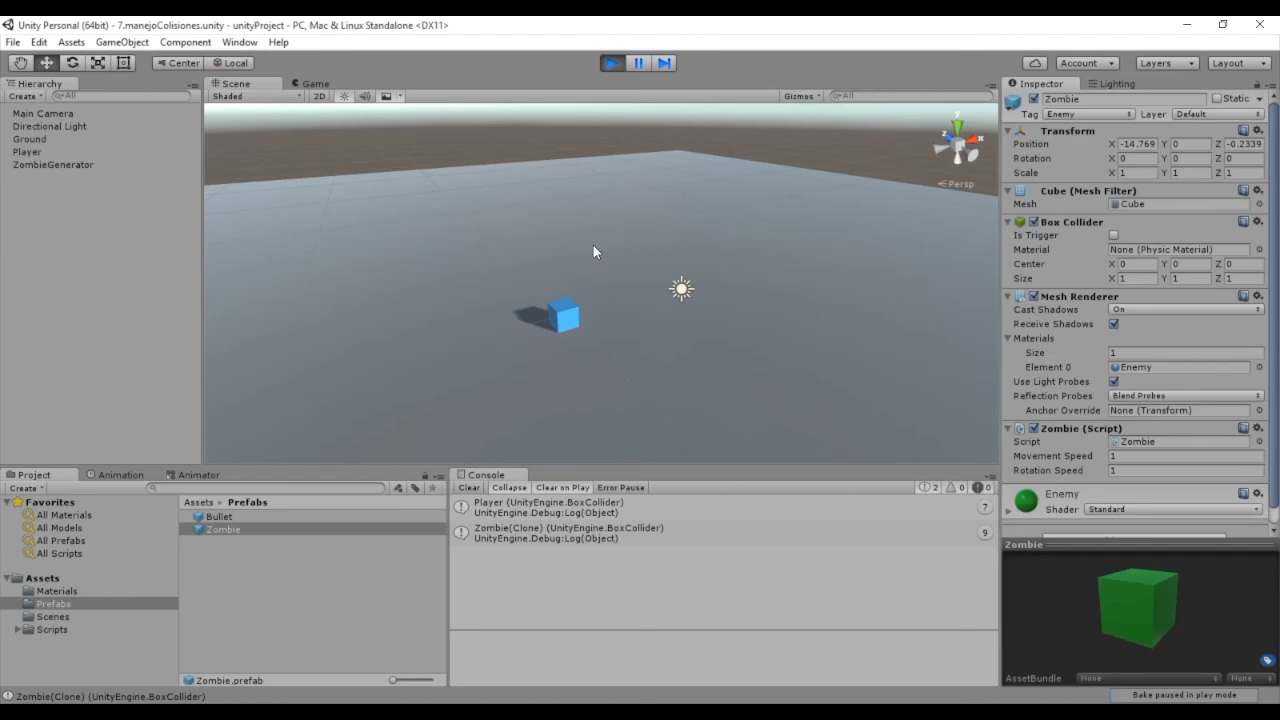 Unity Personal (64bit) - 7.manejoColisiones.unity - unityProject - PC, Mac & Linux Standalone <DX11>
File Edit Assets GameObject Component Window Help
Center Local Account Layers Layout
Hierarchy
Create All
Main Camera
Directional Light
Ground
Player
ZombieGenerator
Scene Game
Shaded 2D Gizmos All
y
z x
Persp
Inspector Lighting
Zombie Static
Tag Enemy Layer Default
Transform
Position X -14.769 Y 0 Z -0.2339
Rotation X 0 Y 0 Z 0
Scale X 1 Y 1 Z 1
Cube (Mesh Filter)
Mesh Cube
Box Collider
Is Trigger
Material None (Physic Material)
Center X 0 Y 0 Z 0
Size X 1 Y 1 Z 1
Mesh Renderer
Cast Shadows On
Receive Shadows
Materials
Size 1
Element 0 Enemy
Use Light Probes
Reflection Probes Blend Probes
Anchor Override None (Transform)
Zombie (Script)
Script Zombie
Movement Speed 1
Rotation Speed 1
Enemy
Shader Standard
Zombie
AssetBundle None None
Bake paused in play mode
Project Animation Animator
Create
Favorites
All Materials
All Models
All Prefabs
All Scripts
Assets
Materials
Prefabs
Scenes
Scripts
Assets Prefabs
Bullet
Zombie
Zombie.prefab
Console
Clear Collapse Clear on Play Error Pause 2 0 0
Player (UnityEngine.BoxCollider)
UnityEngine.Debug:Log(Object)
7
Zombie(Clone) (UnityEngine.BoxCollider)
UnityEngine.Debug:Log(Object)
9
Zombie(Clone) (UnityEngine.BoxCollider)